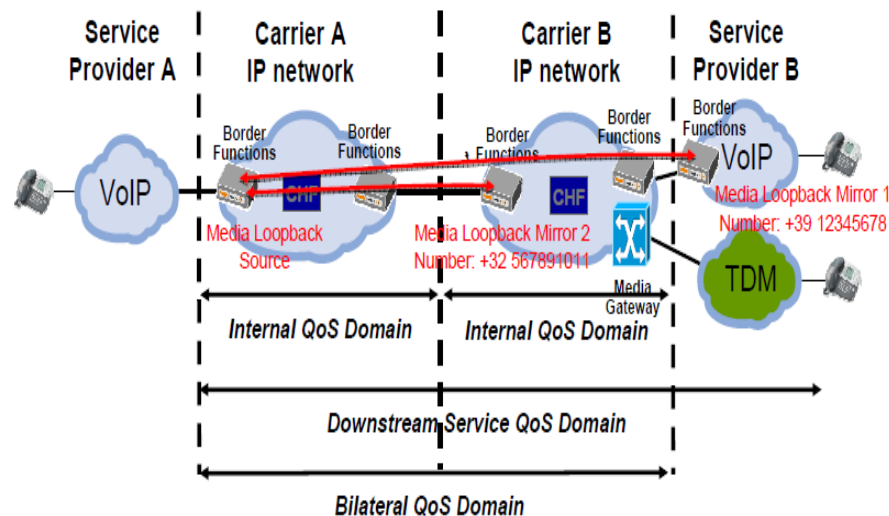 Service
Provider A
Carrier A
IP network
Carrier B
IP network
Service
Provider B
Border
Functions
Border
Functions
Border
Functions
Border
Functions
Border
Functions
VoIP
CHF
CHF
VoIP
Media Loopback
Source
Media Loopback Mirror 2
Number: +32 567891011
Media Loopback Mirror 1
Number: +39 12345678
Media
Gateway
TDM
Internal QoS Domain
Internal QoS Domain
Downstream Service QoS Domain
Bilateral QoS Domain